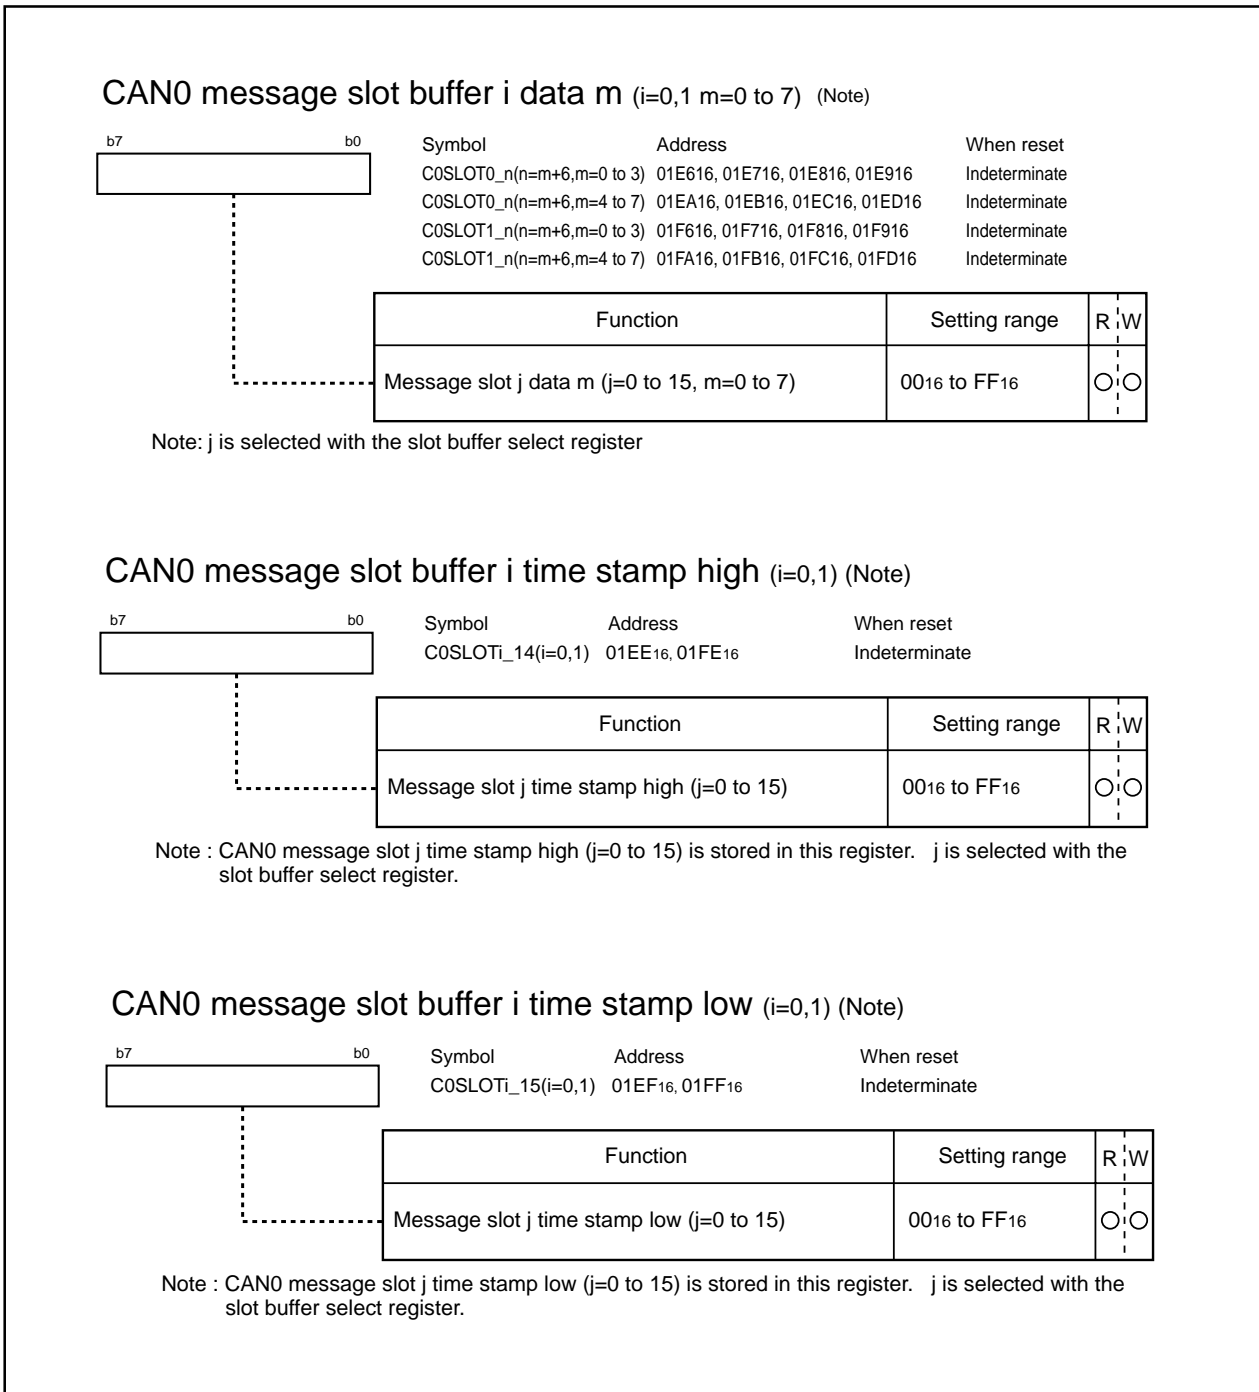 CAN0 message slot buffer i data m (i=0,1 m=0 to 7) (Note)
b7 b0 Symbol Address When reset
C0SLOT0_n(n=m+6,m=0 to 3) 01E616, 01E716, 01E816, 01E916 Indeterminate
C0SLOT0_n(n=m+6,m=4 to 7) 01EA16, 01EB16, 01EC16, 01ED16 Indeterminate
C0SLOT1_n(n=m+6,m=0 to 3) 01F616, 01F716, 01F816, 01F916 Indeterminate
C0SLOT1_n(n=m+6,m=4 to 7) 01FA16, 01FB16, 01FC16, 01FD16 Indeterminate
Function Setting range R W
Message slot j data m (j=0 to 15, m=0 to 7) 0016 to FF16
Note: j is selected with the slot buffer select register
CAN0 message slot buffer i time stamp high (i=0,1) (Note)
b7 b0 Symbol Address When reset
C0SLOTi_14(i=0,1) 01EE16, 01FE16 Indeterminate
Function Setting range R W
Message slot j time stamp high (j=0 to 15) 0016 to FF16
Note : CAN0 message slot j time stamp high (j=0 to 15) is stored in this register. j is selected with the
slot buffer select register.
CAN0 message slot buffer i time stamp low (i=0,1) (Note)
b7 b0 Symbol Address When reset
C0SLOTi_15(i=0,1) 01EF16, 01FF16 Indeterminate
Function Setting range R W
Message slot j time stamp low (j=0 to 15) 0016 to FF16
Note : CAN0 message slot j time stamp low (j=0 to 15) is stored in this register. j is selected with the
slot buffer select register.